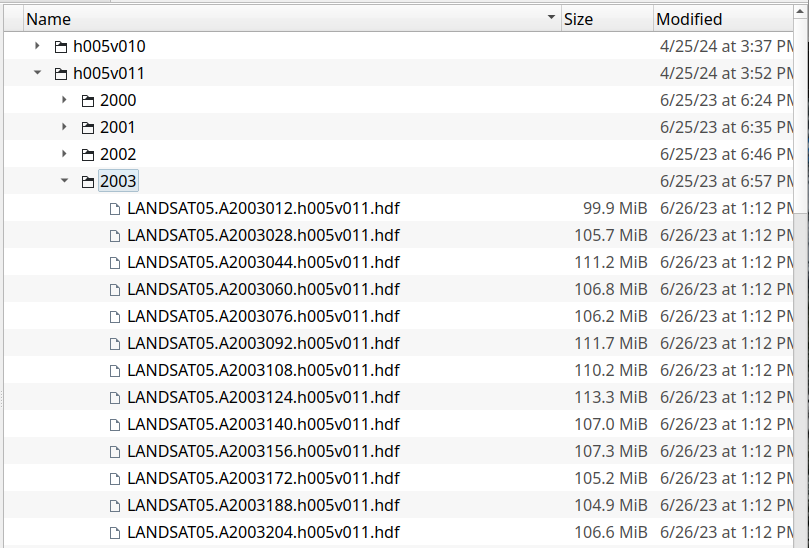 Name Size Modified
h005v010 4/25/24 at 3:37 PM
h005v011 4/25/24 at 3:52 PM
2000 6/25/23 at 6:24 PM
2001 6/25/23 at 6:35 PM
2002 6/25/23 at 6:46 PM
2003 6/25/23 at 6:57 PM
LANDSAT05.A2003012.h005v011.hdf 99.9 MiB 6/26/23 at 1:12 PM
LANDSAT05.A2003028.h005v011.hdf 105.7 MiB 6/26/23 at 1:12 PM
LANDSAT05.A2003044.h005v011.hdf 111.2 MiB 6/26/23 at 1:12 PM
LANDSAT05.A2003060.h005v011.hdf 106.8 MiB 6/26/23 at 1:12 PM
LANDSAT05.A2003076.h005v011.hdf 106.2 MiB 6/26/23 at 1:12 PM
LANDSAT05.A2003092.h005v011.hdf 111.7 MiB 6/26/23 at 1:12 PM
LANDSAT05.A2003108.h005v011.hdf 110.2 MiB 6/26/23 at 1:12 PM
LANDSAT05.A2003124.h005v011.hdf 113.3 MiB 6/26/23 at 1:12 PM
LANDSAT05.A2003140.h005v011.hdf 107.0 MiB 6/26/23 at 1:12 PM
LANDSAT05.A2003156.h005v011.hdf 107.3 MiB 6/26/23 at 1:12 PM
LANDSAT05.A2003172.h005v011.hdf 105.2 MiB 6/26/23 at 1:12 PM
LANDSAT05.A2003188.h005v011.hdf 104.9 MiB 6/26/23 at 1:12 PM
LANDSAT05.A2003204.h005v011.hdf 106.6 MiB 6/26/23 at 1:12 PM